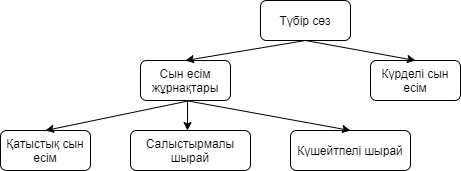 Түбір сөз
Сын есім
жұрнақтары
Күрделі сын
есім
Қатыстық сын
есім
Салыстырмалы
шырай
Күшейтпелі шырай